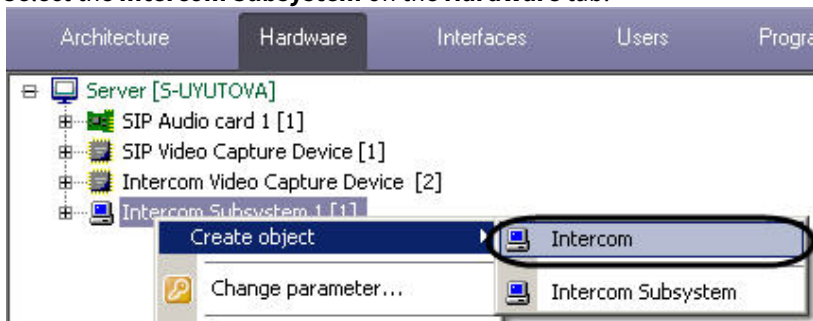 Select the Intercom Subsystem on the Hardware tab.
Architecture Hardware Interfaces Users Progra
Server [S-UYUTOVA]
SIP Audio card 1 [1]
SIP Video Capture Device [1]
Intercom Video Capture Device [2]
Intercom Subsystem 1 [1]
Create object Intercom
Change parameter... Intercom Subsystem